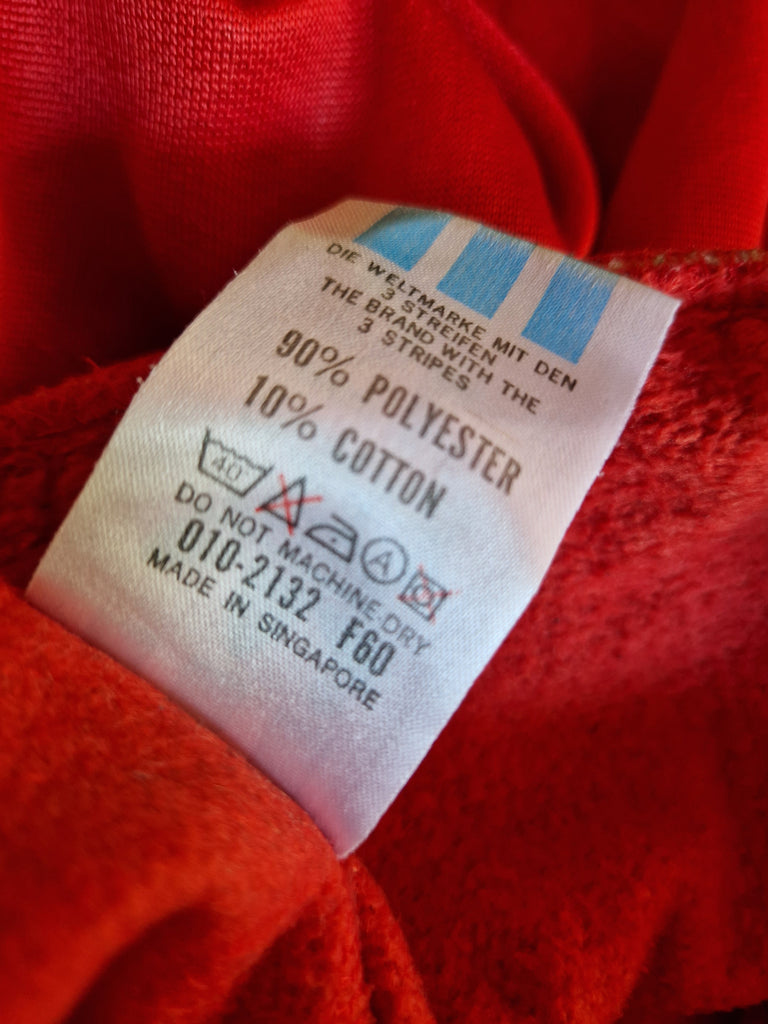 DIE WELTMARKE MIT DEN
3 STREIFEN
THE BRAND WITH THE
3 STRIPES
90% POLYESTER
10% COTTON
40° A
DO NOT MACHINE DRY
010-2132 F60
MADE IN SINGAPORE